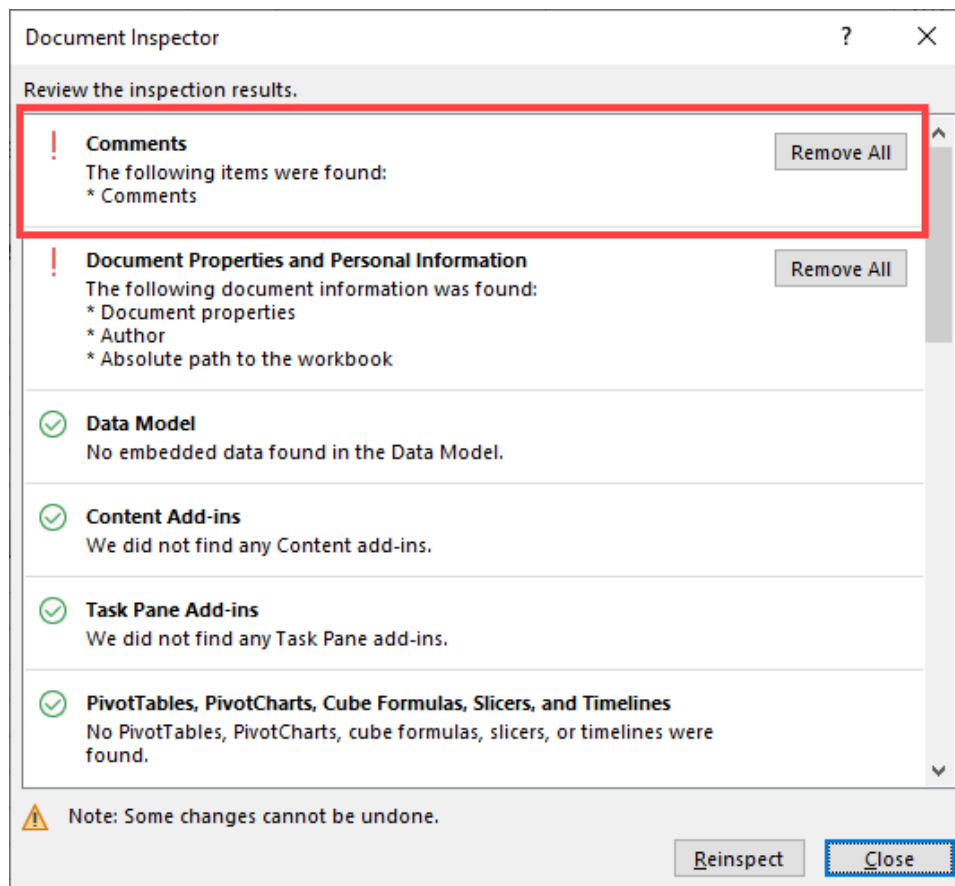 Document Inspector
?
Review the inspection results.
Comments
Remove All
The following items were found:
* Comments
Document Properties and Personal Information
Remove All
The following document information was found:
* Document properties
* Author
* Absolute path to the workbook
Data Model
No embedded data found in the Data Model.
Content Add-ins
We did not find any Content add-ins.
Task Pane Add-ins
We did not find any Task Pane add-ins.
PivotTables, PivotCharts, Cube Formulas, Slicers, and Timelines
No PivotTables, PivotCharts, cube formulas, slicers, or timelines were
found.
Note: Some changes cannot be undone.
Reinspect
Close